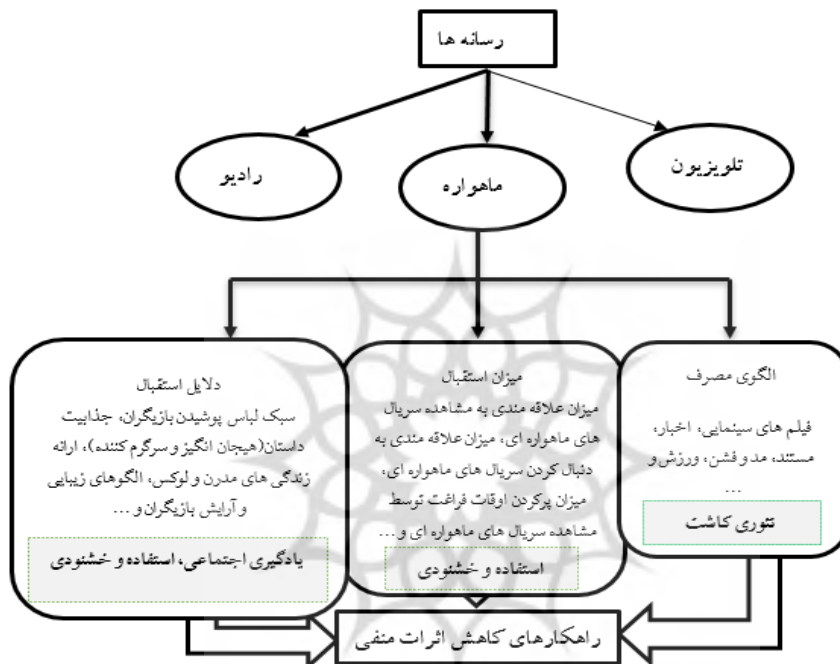 رسانه ها
تلویزیون
ماهواره
رادیو
الگوی مصرف
فیلم های سینمایی، اخبار،
مستند، مد و فشن، ورزش و
...
تئوری کاشت
میزان استقبال
میزان علاقه مندی به مشاهده سریال
های ماهواره ای، میزان علاقه مندی به
دنبال کردن سریال های ماهواره ای،
میزان پرکردن اوقات فراغت توسط
مشاهده سریال های ماهواره ای و...
استفاده و خشنودی
دلایل استقبال
سبک لباس پوشیدن بازیگران، جذابیت
داستان(هیجان انگیز و سرگرم کننده)، ارائه
زندگی های مدرن و لوکس، الگوهای زیبایی
و آرایش بازیگران و ...
یادگیری اجتماعی، استفاده و خشنودی
راهکارهای کاهش اثرات منفی